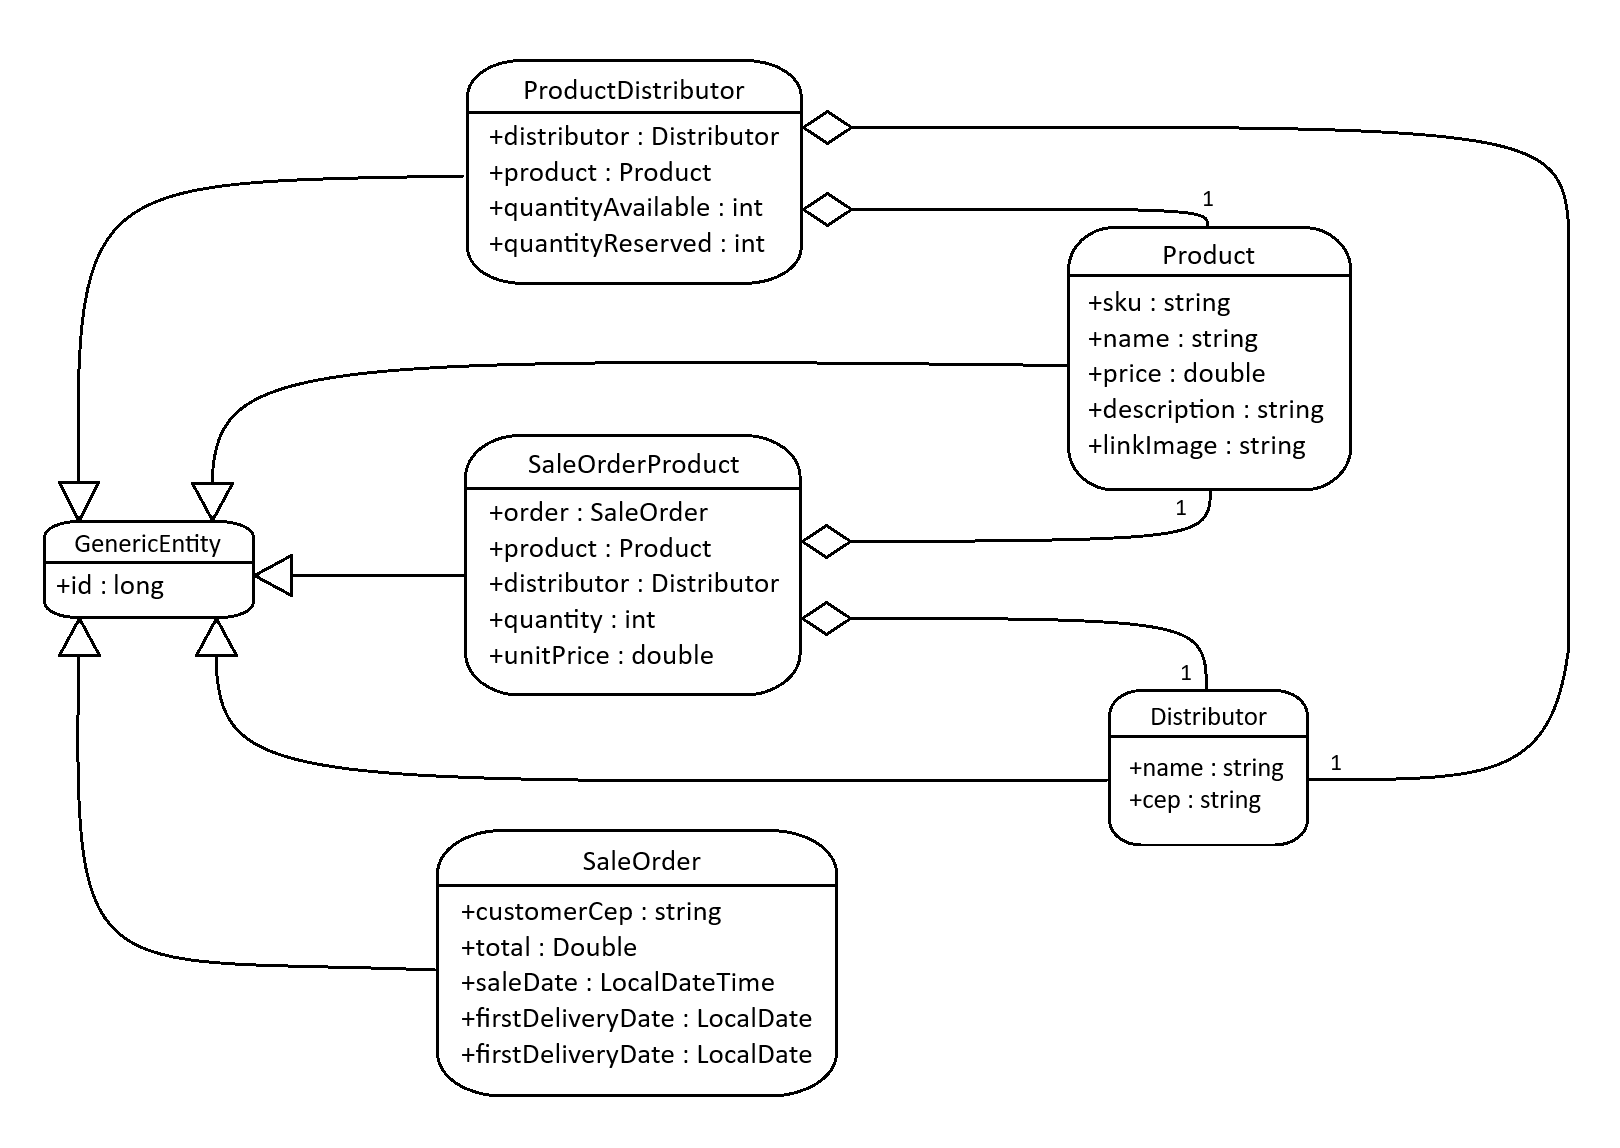 ProductDistributor
+distributor : Distributor
+product : Product
+quantityAvailable : int
+quantityReserved : int
1
Product
+sku : string
+name : string
+price : double
+description : string
+linkImage : string
1
SaleOrderProduct
+order : SaleOrder
+product : Product
+distributor : Distributor
+quantity : int
+unitPrice : double
GenericEntity
+id : long
1
Distributor
+name : string
+cep : string
1
SaleOrder
+customerCep : string
+total : Double
+saleDate : LocalDateTime
+firstDeliveryDate : LocalDate
+firstDeliveryDate : LocalDate